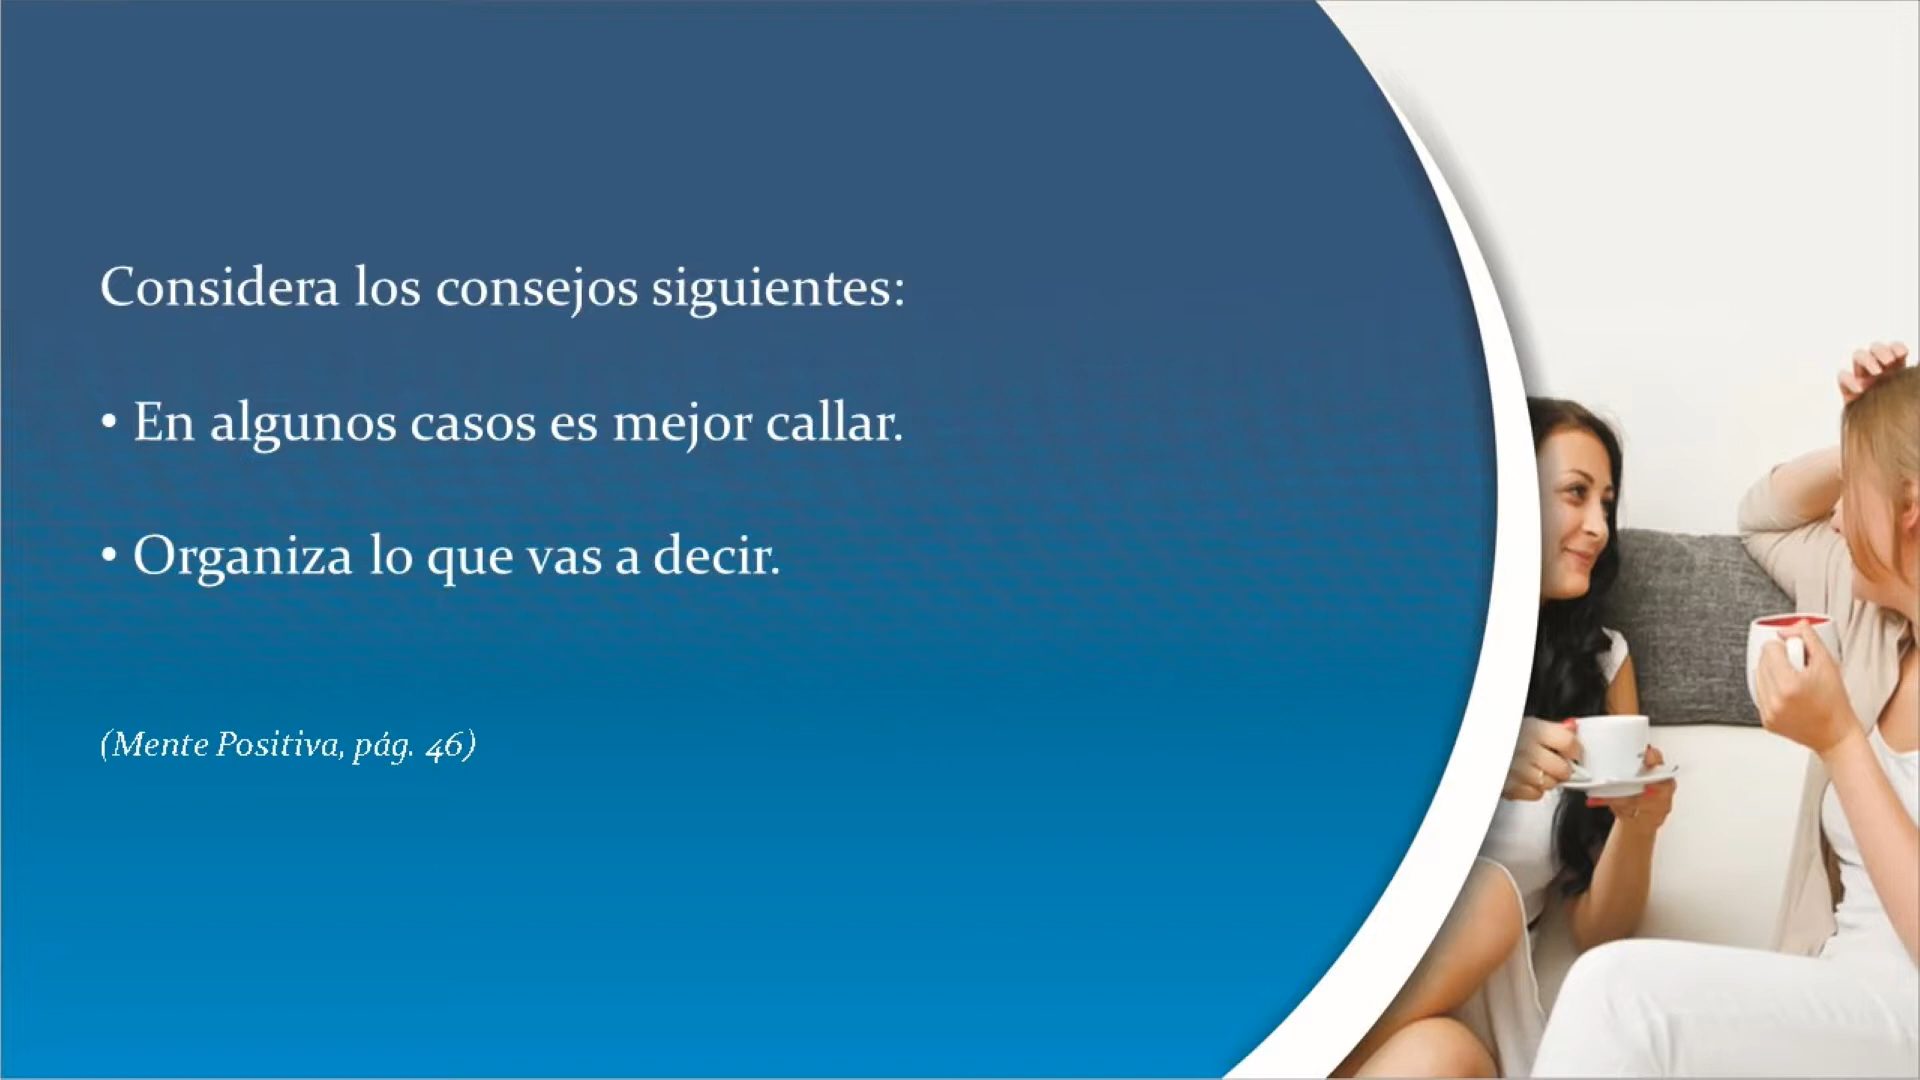 Considera los consejos siguientes:
• En algunos casos es mejor callar.
• Organiza lo que vas a decir.
(Mente Positiva, pág. 46)